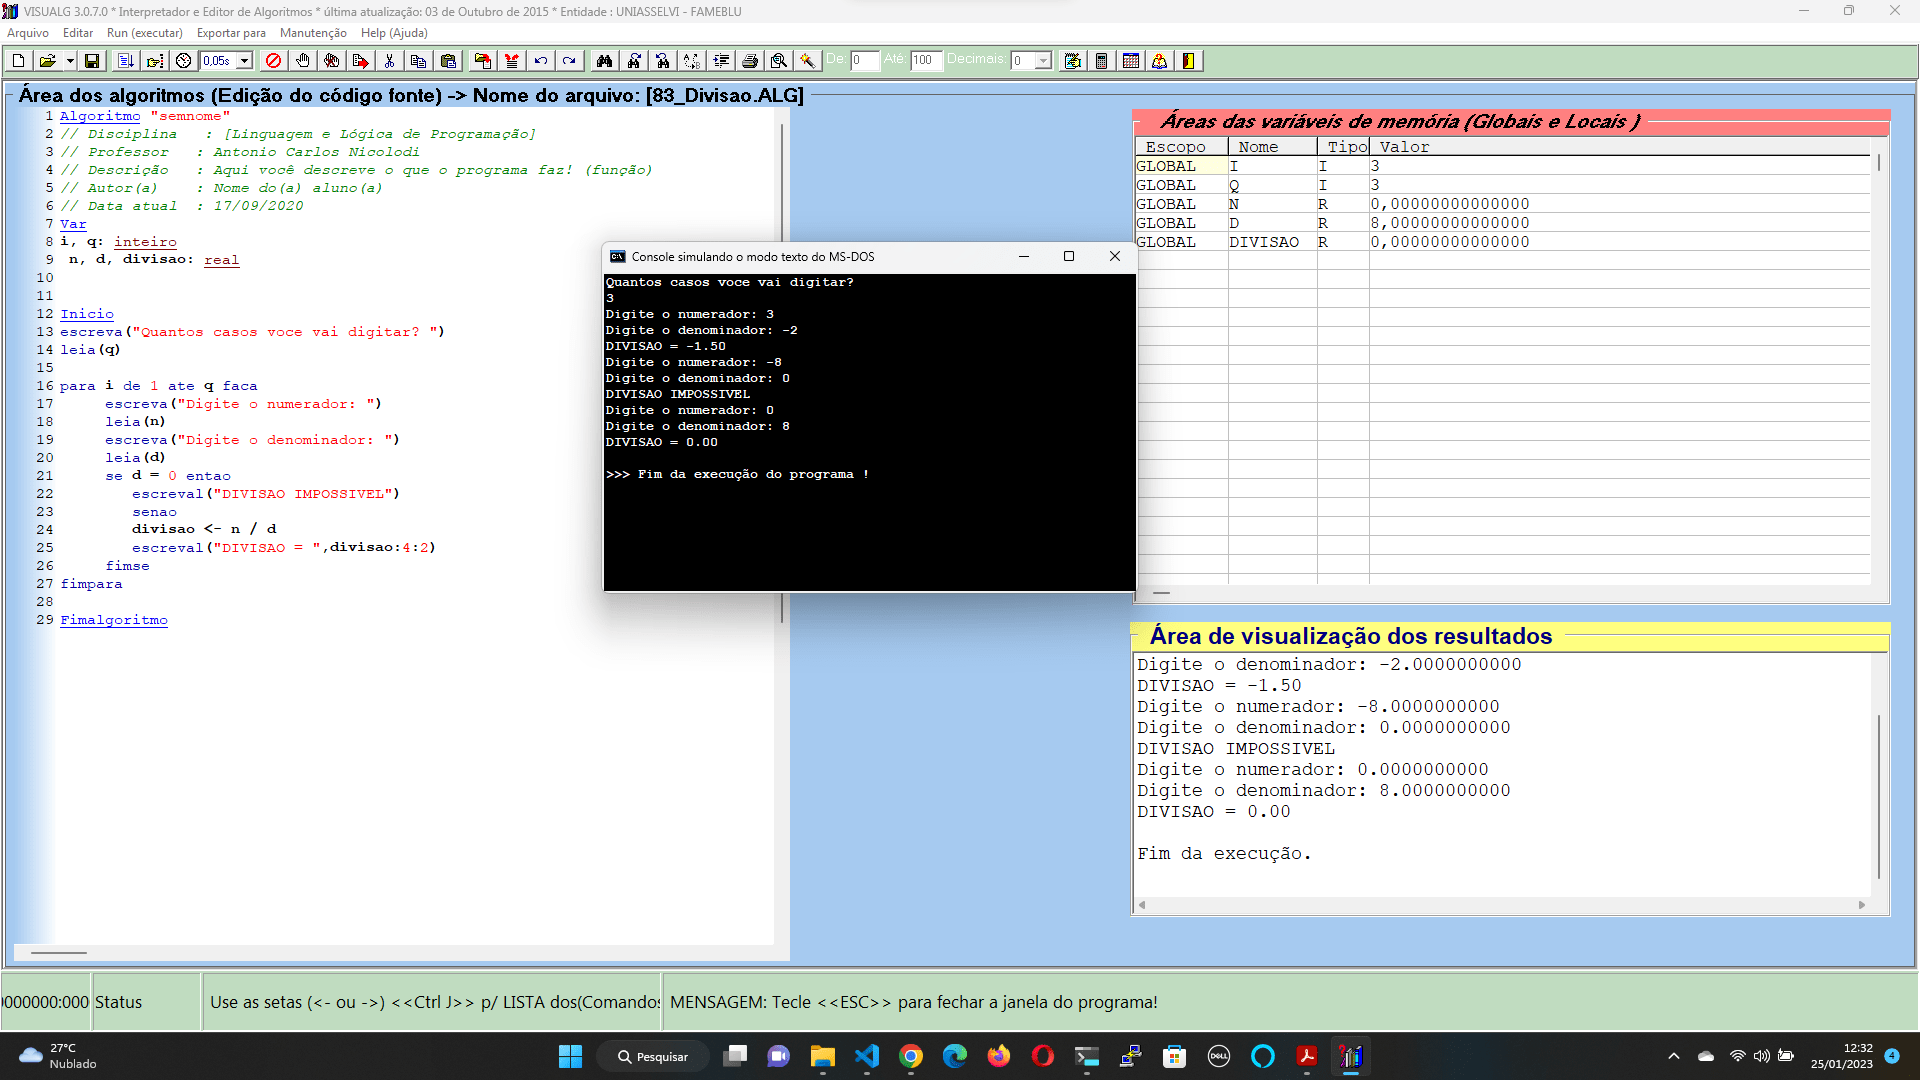 VISUALG 3.0.7.0 * Interpretador e Editor de Algoritmos * última atualização: 03 de Outubro de 2015 * Entidade : UNIASSELVI - FAMEBLU
Arquivo Editar Run (executar) Exportar para Manutenção Help (Ajuda)
0,05s De: 0 Até: 100 Decimais: 0
Área dos algoritmos (Edição do código fonte) -> Nome do arquivo: [83_Divisao.ALG]
1 Algoritmo "semnome"
2 // Disciplina : [Linguagem e Lógica de Programação]
3 // Professor : Antonio Carlos Nicolodi
4 // Descrição : Aqui você descreve o que o programa faz! (função)
5 // Autor(a) : Nome do(a) aluno(a)
6 // Data atual : 17/09/2020
7 Var
8 i, q: inteiro
9 n, d, divisao: real
10
11
12 Inicio
13 escreva("Quantos casos voce vai digitar? ")
14 leia(q)
15
16 para i de 1 ate q faca
17 escreva("Digite o numerador: ")
18 leia(n)
19 escreva("Digite o denominador: ")
20 leia(d)
21 se d = 0 entao
22 escreval("DIVISAO IMPOSSIVEL")
23 senao
24 divisao <- n / d
25 escreval("DIVISAO = ",divisao:4:2)
26 fimse
27 fimpara
28
29 Fimalgoritmo
Console simulando o modo texto do MS-DOS
Quantos casos voce vai digitar?
3
Digite o numerador: 3
Digite o denominador: -2
DIVISAO = -1.50
Digite o numerador: -8
Digite o denominador: 0
DIVISAO IMPOSSIVEL
Digite o numerador: 0
Digite o denominador: 8
DIVISAO = 0.00
>>> Fim da execução do programa !
Áreas das variáveis de memória (Globais e Locais )
Escopo Nome Tipo Valor
GLOBAL I I 3
GLOBAL Q I 3
GLOBAL N R 0,00000000000000
GLOBAL D R 8,00000000000000
GLOBAL DIVISAO R 0,00000000000000
Área de visualização dos resultados
Digite o denominador: -2.0000000000
DIVISAO = -1.50
Digite o numerador: -8.0000000000
Digite o denominador: 0.0000000000
DIVISAO IMPOSSIVEL
Digite o numerador: 0.0000000000
Digite o denominador: 8.0000000000
DIVISAO = 0.00
Fim da execução.
0000000:000 Status Use as setas (<- ou ->) <<Ctrl J>> p/ LISTA dos(Comandos MENSAGEM: Tecle <<ESC>> para fechar a janela do programa!
27°C
Nublado
Pesquisar
DELL
12:32
25/01/2023
4